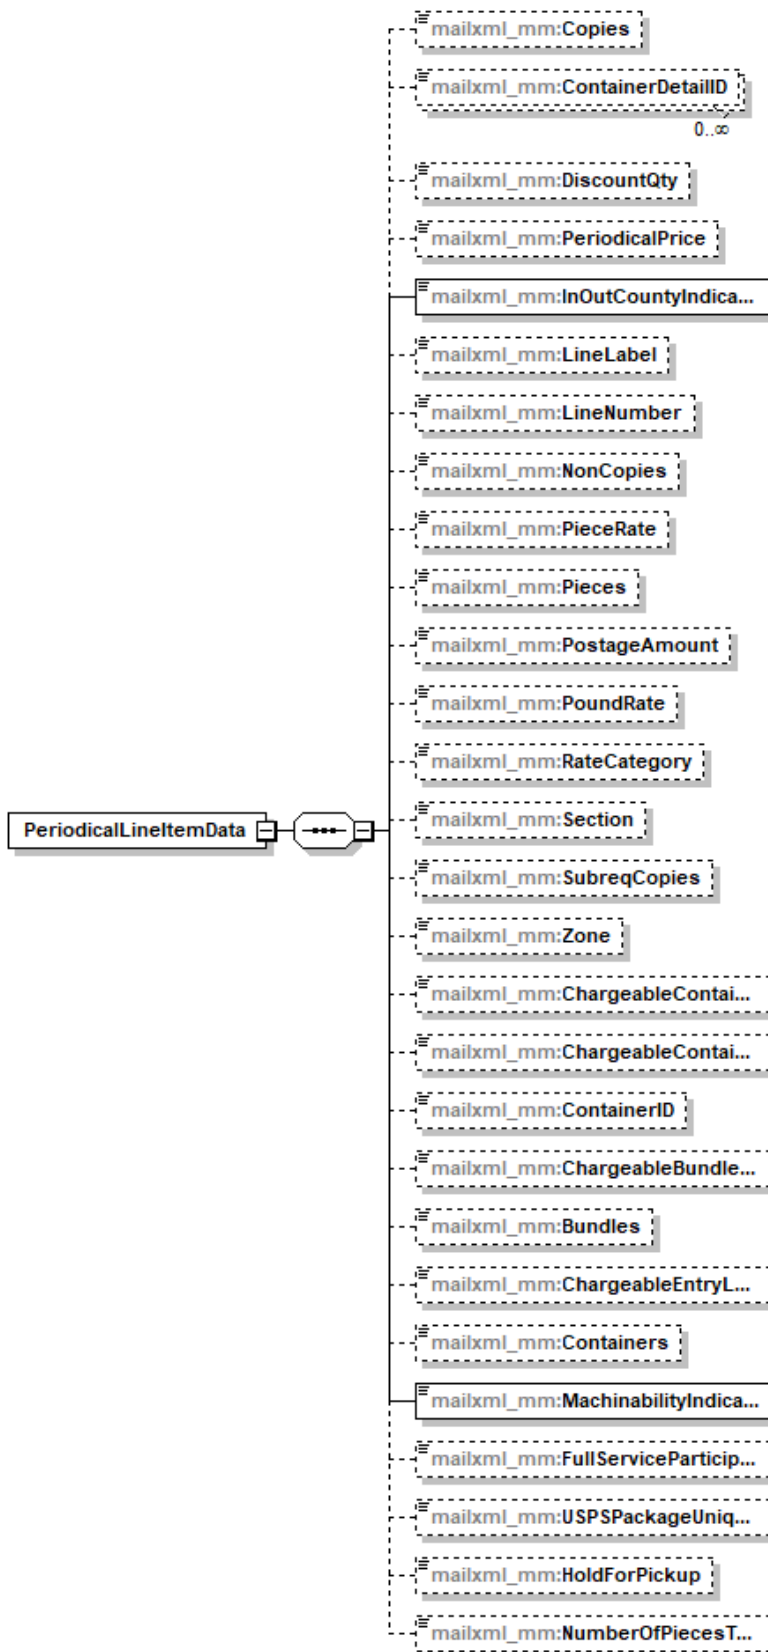 mailxml_mm:Copies
mailxml_mm:ContainerDetailID
0..∞
mailxml_mm:DiscountQty
mailxml_mm:PeriodicalPrice
mailxml_mm:InOutCountyIndica...
mailxml_mm:LineLabel
mailxml_mm:LineNumber
mailxml_mm:NonCopies
mailxml_mm:PieceRate
mailxml_mm:Pieces
mailxml_mm:PostageAmount
mailxml_mm:PoundRate
mailxml_mm:RateCategory
PeriodicalLineItemData
mailxml_mm:Section
mailxml_mm:SubreqCopies
mailxml_mm:Zone
mailxml_mm:ChargeableContai...
mailxml_mm:ChargeableContai...
mailxml_mm:ContainerID
mailxml_mm:ChargeableBundle...
mailxml_mm:Bundles
mailxml_mm:ChargeableEntryL...
mailxml_mm:Containers
mailxml_mm:MachinabilityIndica...
mailxml_mm:FullServiceParticip...
mailxml_mm:USPSPackageUniq...
mailxml_mm:HoldForPickup
mailxml_mm:NumberOfPiecesT...